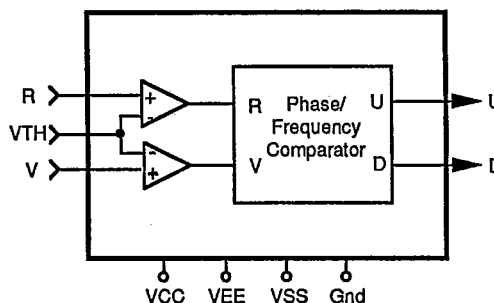 R
VTH
V
+
-
-
+
R Phase/ U
Frequency
Comparator
V D
U
D
VCC VEE VSS Gnd